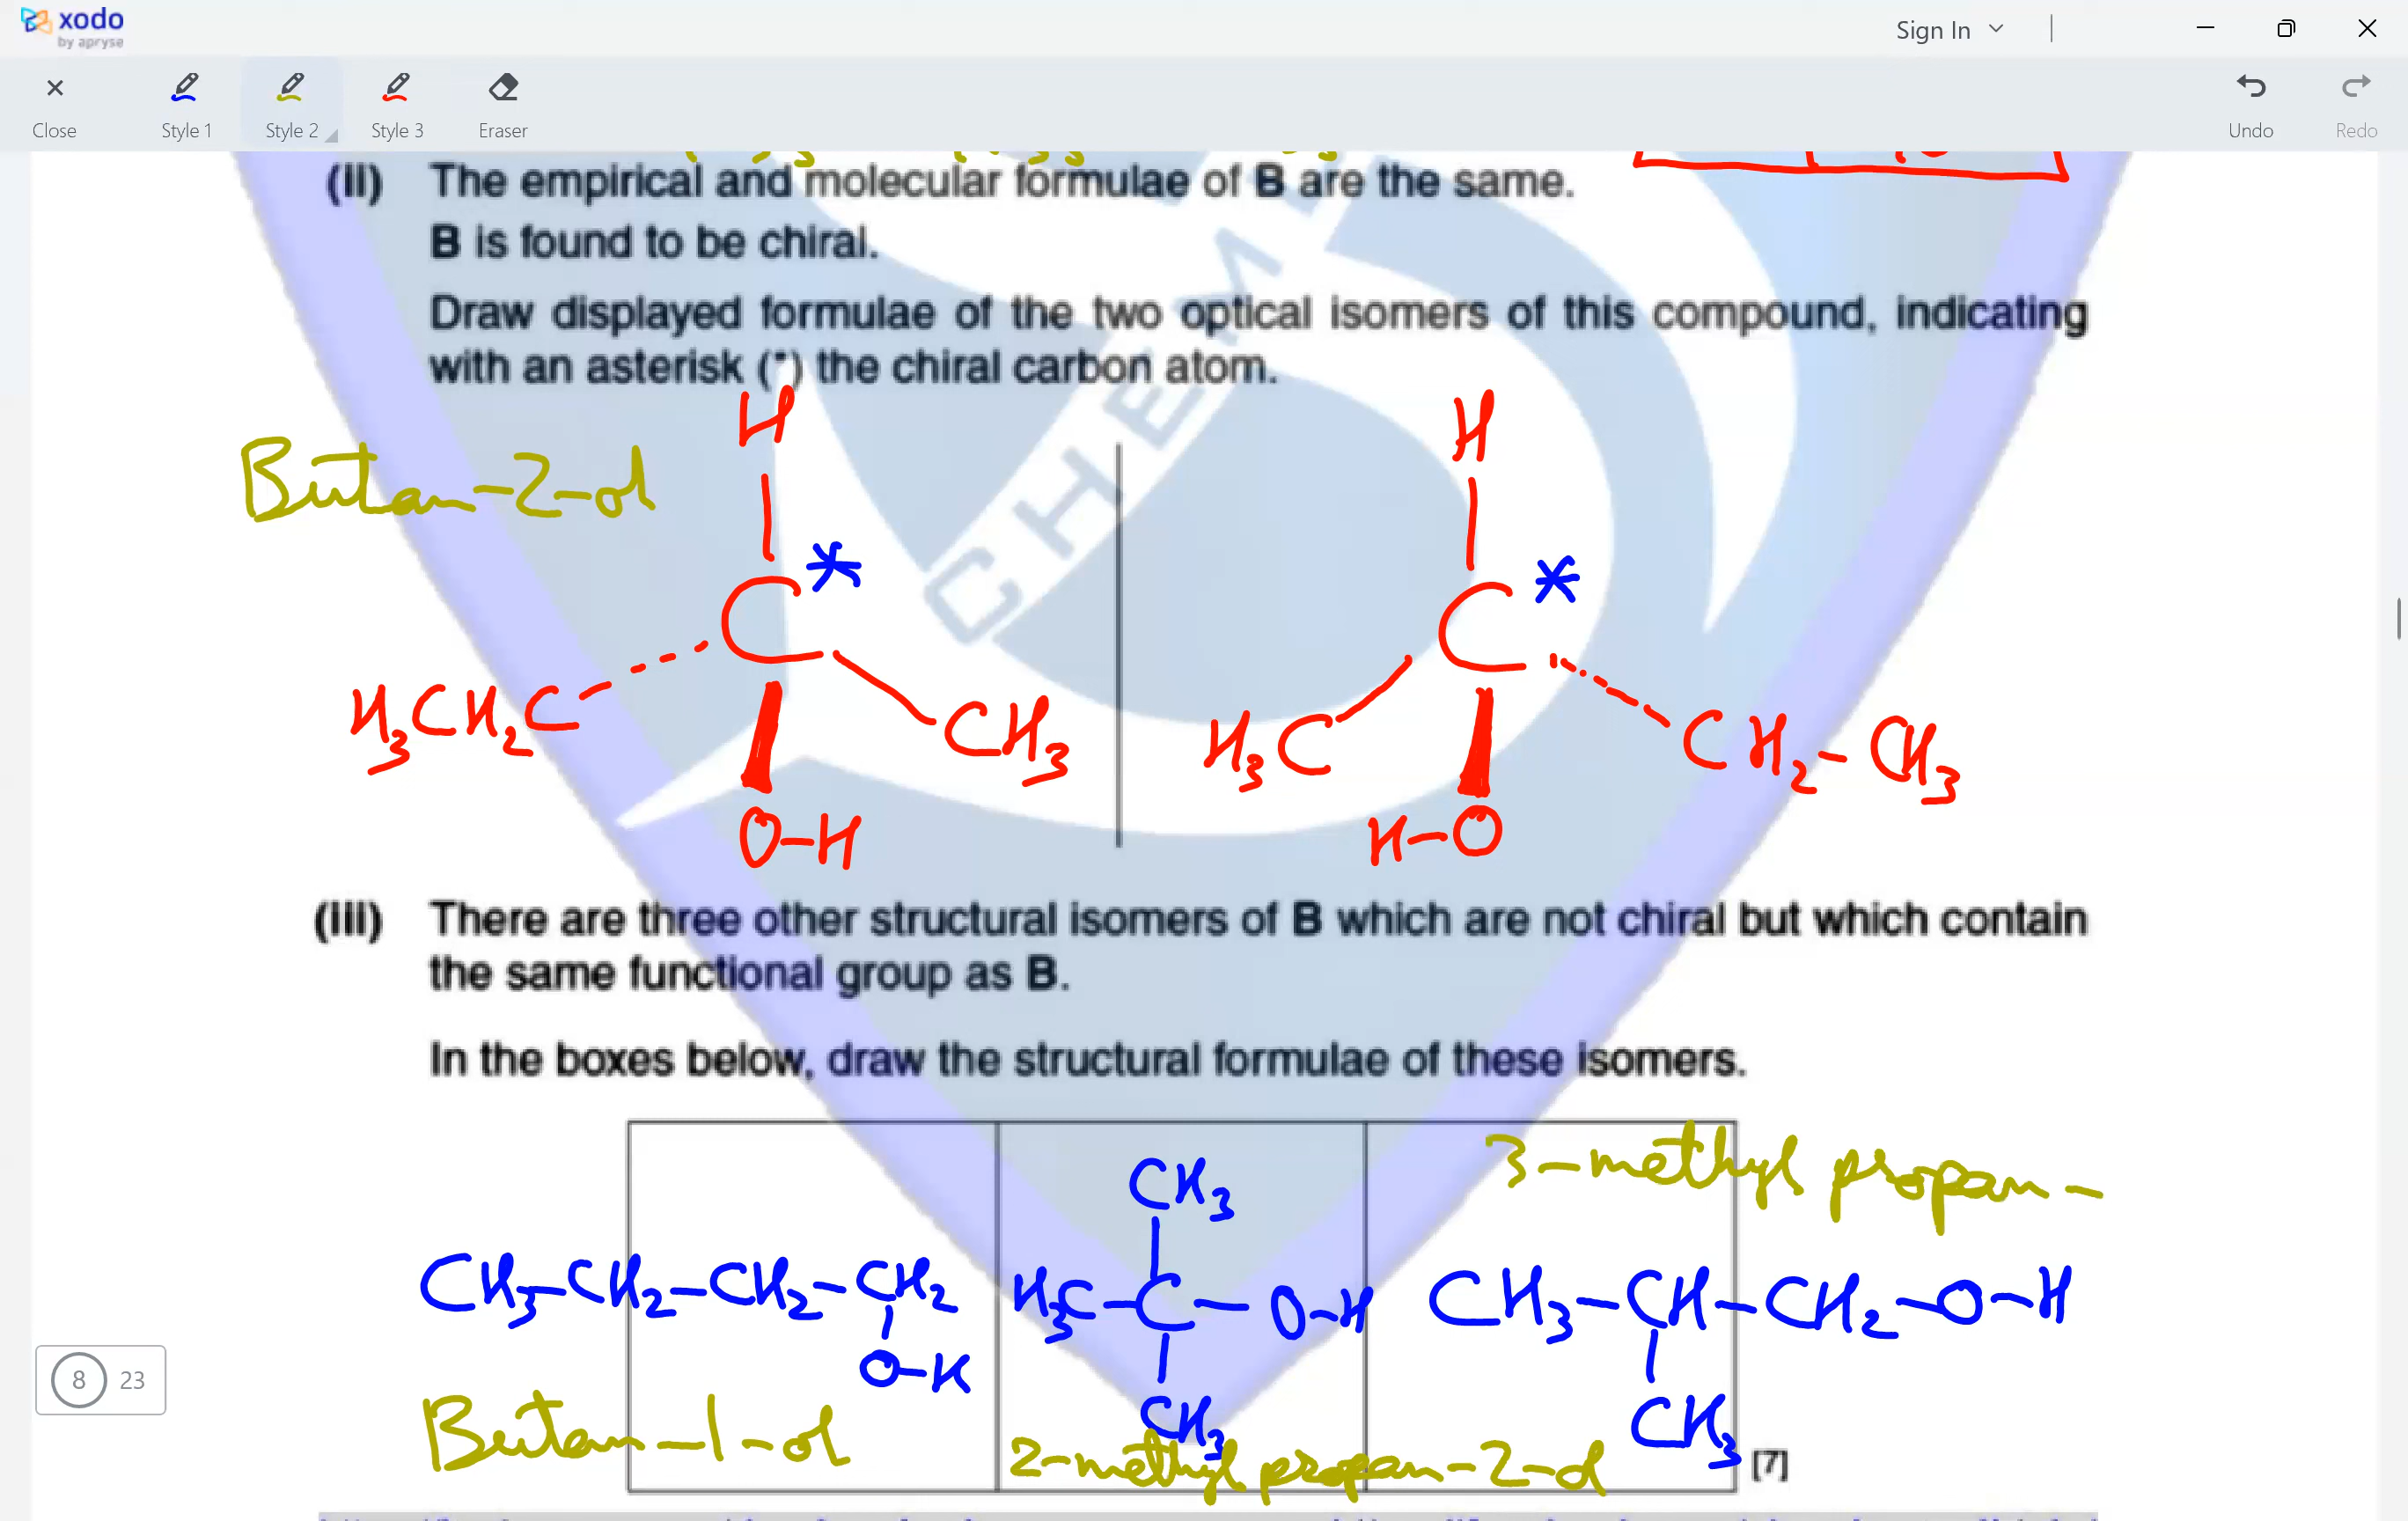 xodo
by apryse
Sign In
Close
Style 1
Style 2
Style 3
Eraser
Undo
Redo
(ii) The empirical and molecular formulae of B are the same.
B is found to be chiral.
Draw displayed formulae of the two optical isomers of this compound, indicating
with an asterisk (*) the chiral carbon atom.
Butan-2-ol
H
H
C*
C*
H3CH2C
CH3
H3C
CH2-CH3
O-H
H-O
CHEM
(iii) There are three other structural isomers of B which are not chiral but which contain
the same functional group as B.
In the boxes below, draw the structural formulae of these isomers.
3-methyl propan-
CH3
CH3-CH2-CH2-CH2
H3C-C-O-H
CH3-CH-CH2-O-H
O-H
CH3
CH3
Butan-1-ol
2-methyl propan-2-ol
[7]
8 23